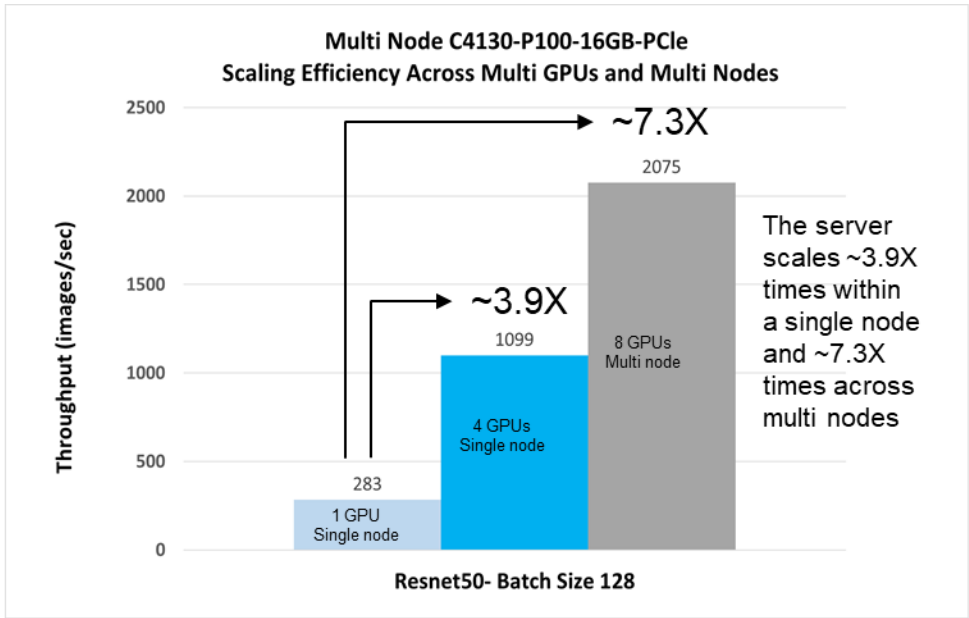 Multi Node C4130-P100-16GB-PCle
Scaling Efficiency Across Multi GPUs and Multi Nodes
2500
2000
1500
1000
500
0
Throughput (images/sec)
~7.3X
2075
~3.9X
1099
283
1 GPU
Single node
4 GPUs
Single node
8 GPUs
Multi node
The server
scales ~3.9X
times within
a single node
and ~7.3X
times across
multi nodes
Resnet50- Batch Size 128